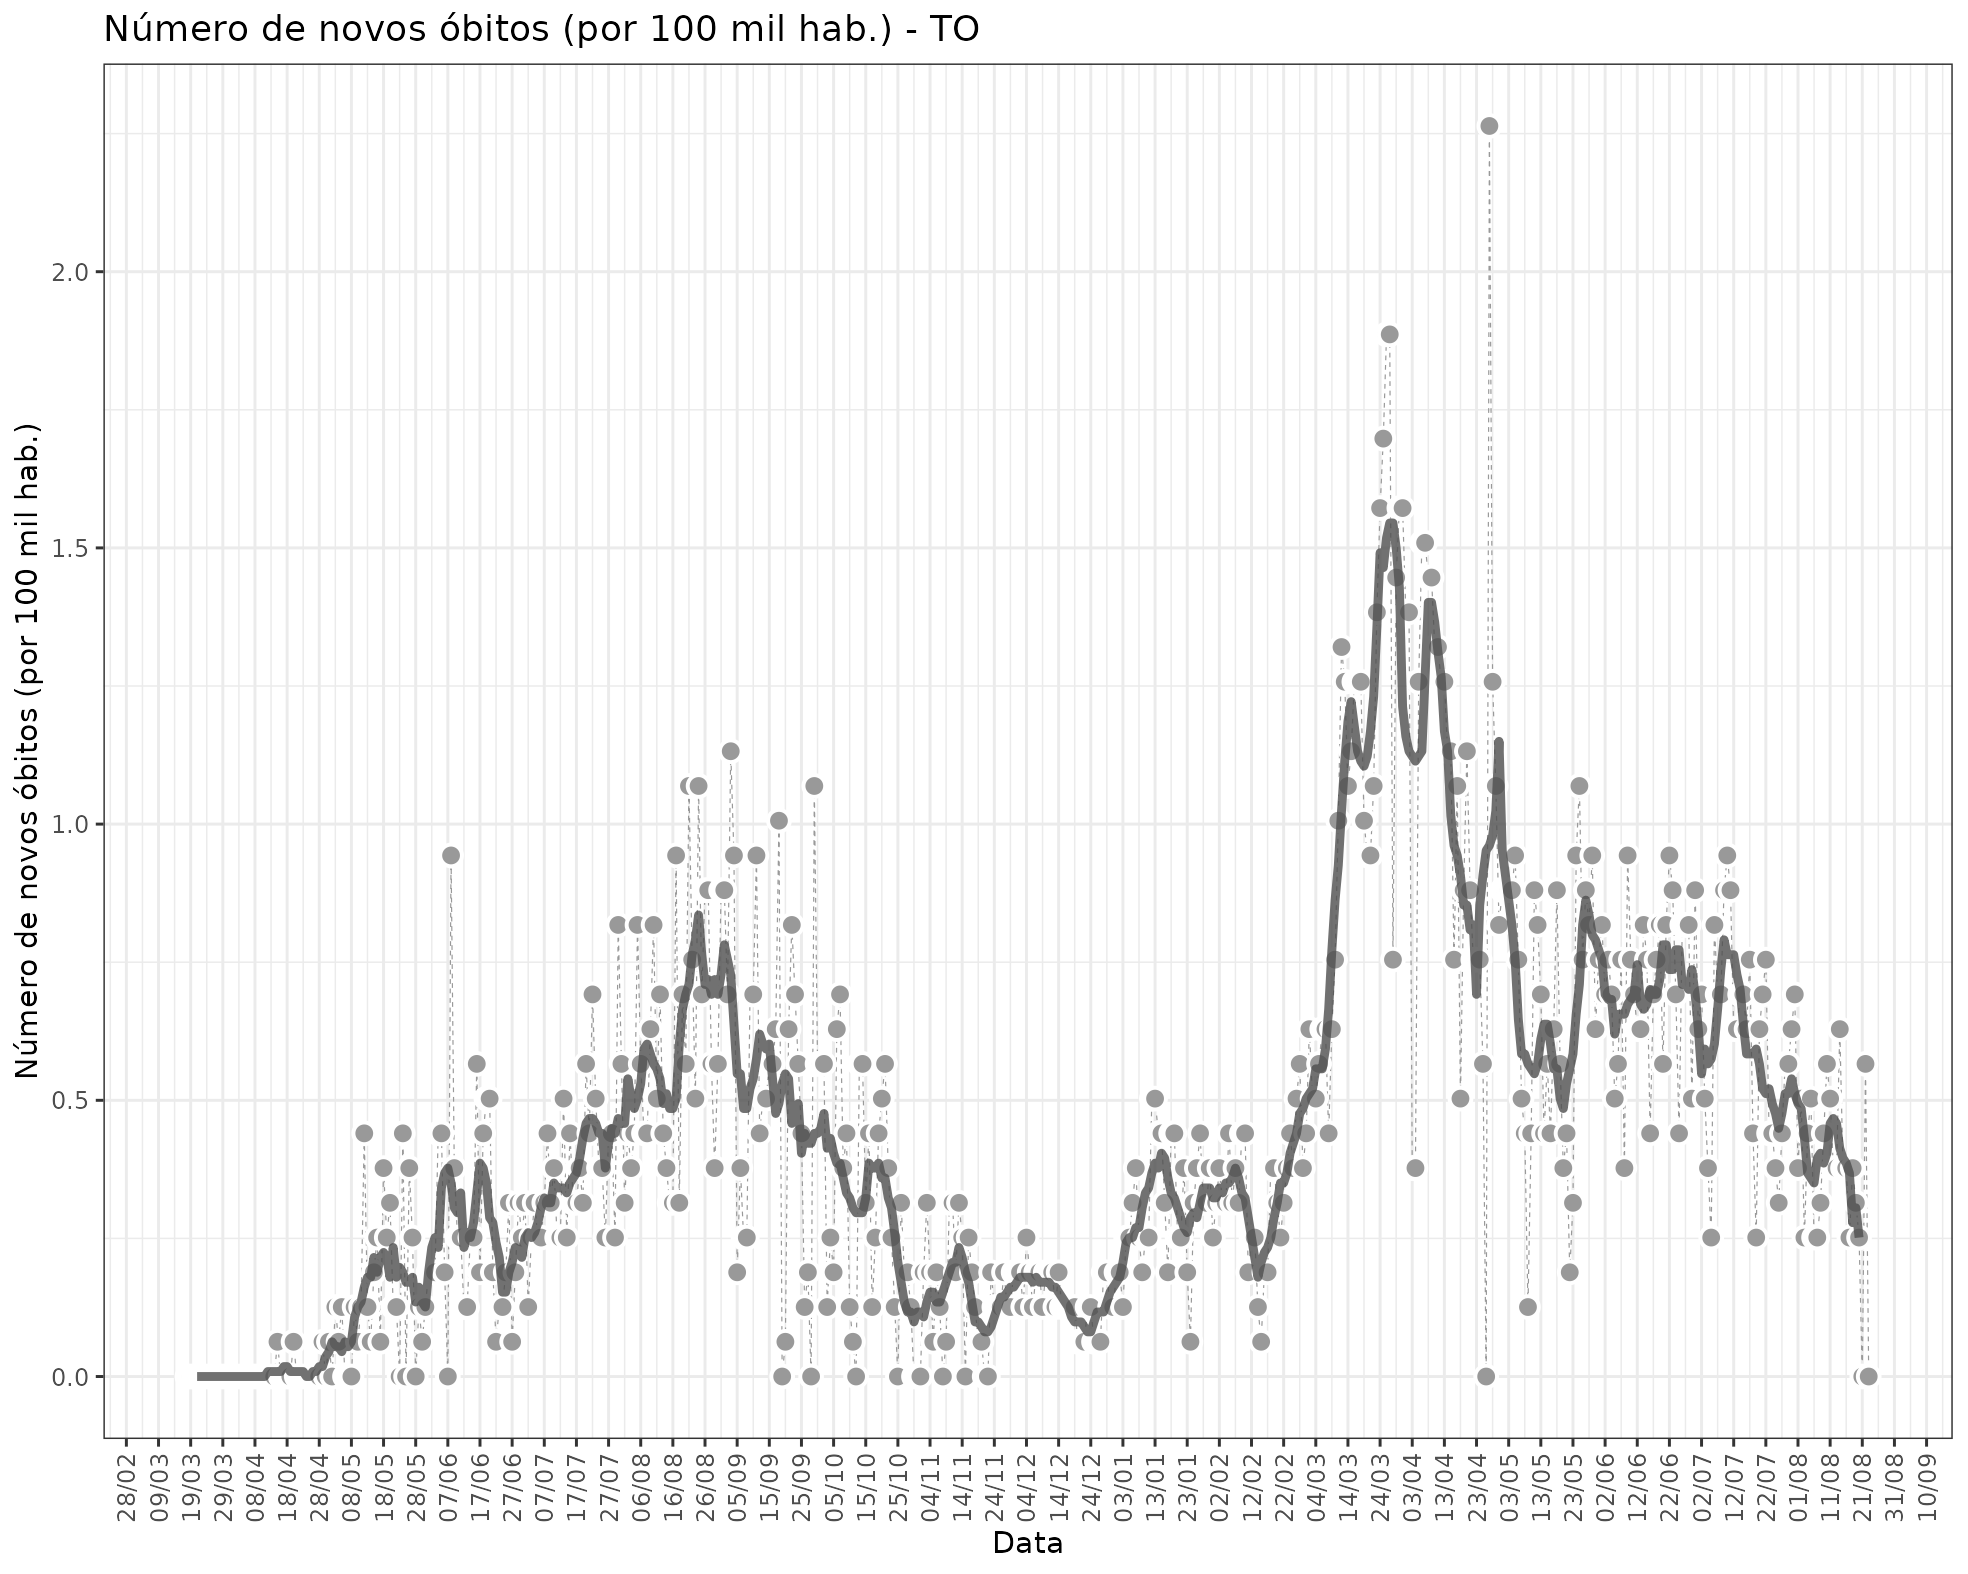 Número de novos óbitos (por 100 mil hab.) - TO
Número de novos óbitos (por 100 mil hab.)
2.0
1.5
1.0
0.5
0.0
28/02 09/03 19/03 29/03 08/04 18/04 28/04 08/05 18/05 28/05 07/06 17/06 27/06 07/07 17/07 27/07 06/08 16/08 26/08 05/09 15/09 25/09 05/10 15/10 25/10 04/11 14/11 24/11 04/12 14/12 24/12 03/01 13/01 23/01 02/02 12/02 22/02 04/03 14/03 24/03 03/04 13/04 23/04 03/05 13/05 23/05 02/06 12/06 22/06 02/07 12/07 22/07 01/08 11/08 21/08 31/08 10/09
Data